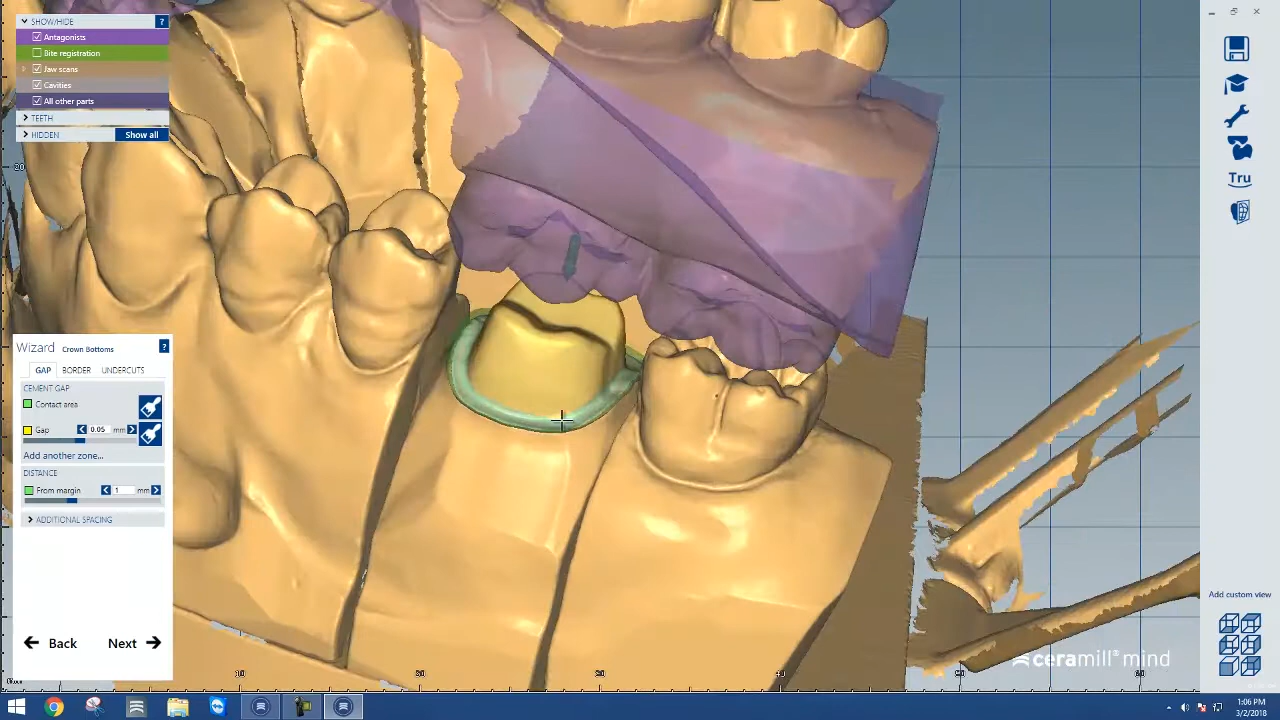 SHOW/HIDE ?
Antagonists
Bite registration
Jaw scans
Cavities
All other parts
TEETH
HIDDEN Show all
Tru
Wizard Crown Bottoms ?
GAP BORDER UNDERCUTS
CEMENT GAP
Contact area
Gap 0.05 mm
Add another zone...
DISTANCE
From margin 1 mm
ADDITIONAL SPACING
Back Next
Add custom view
ceramill® mind
1:06 PM
3/2/2018